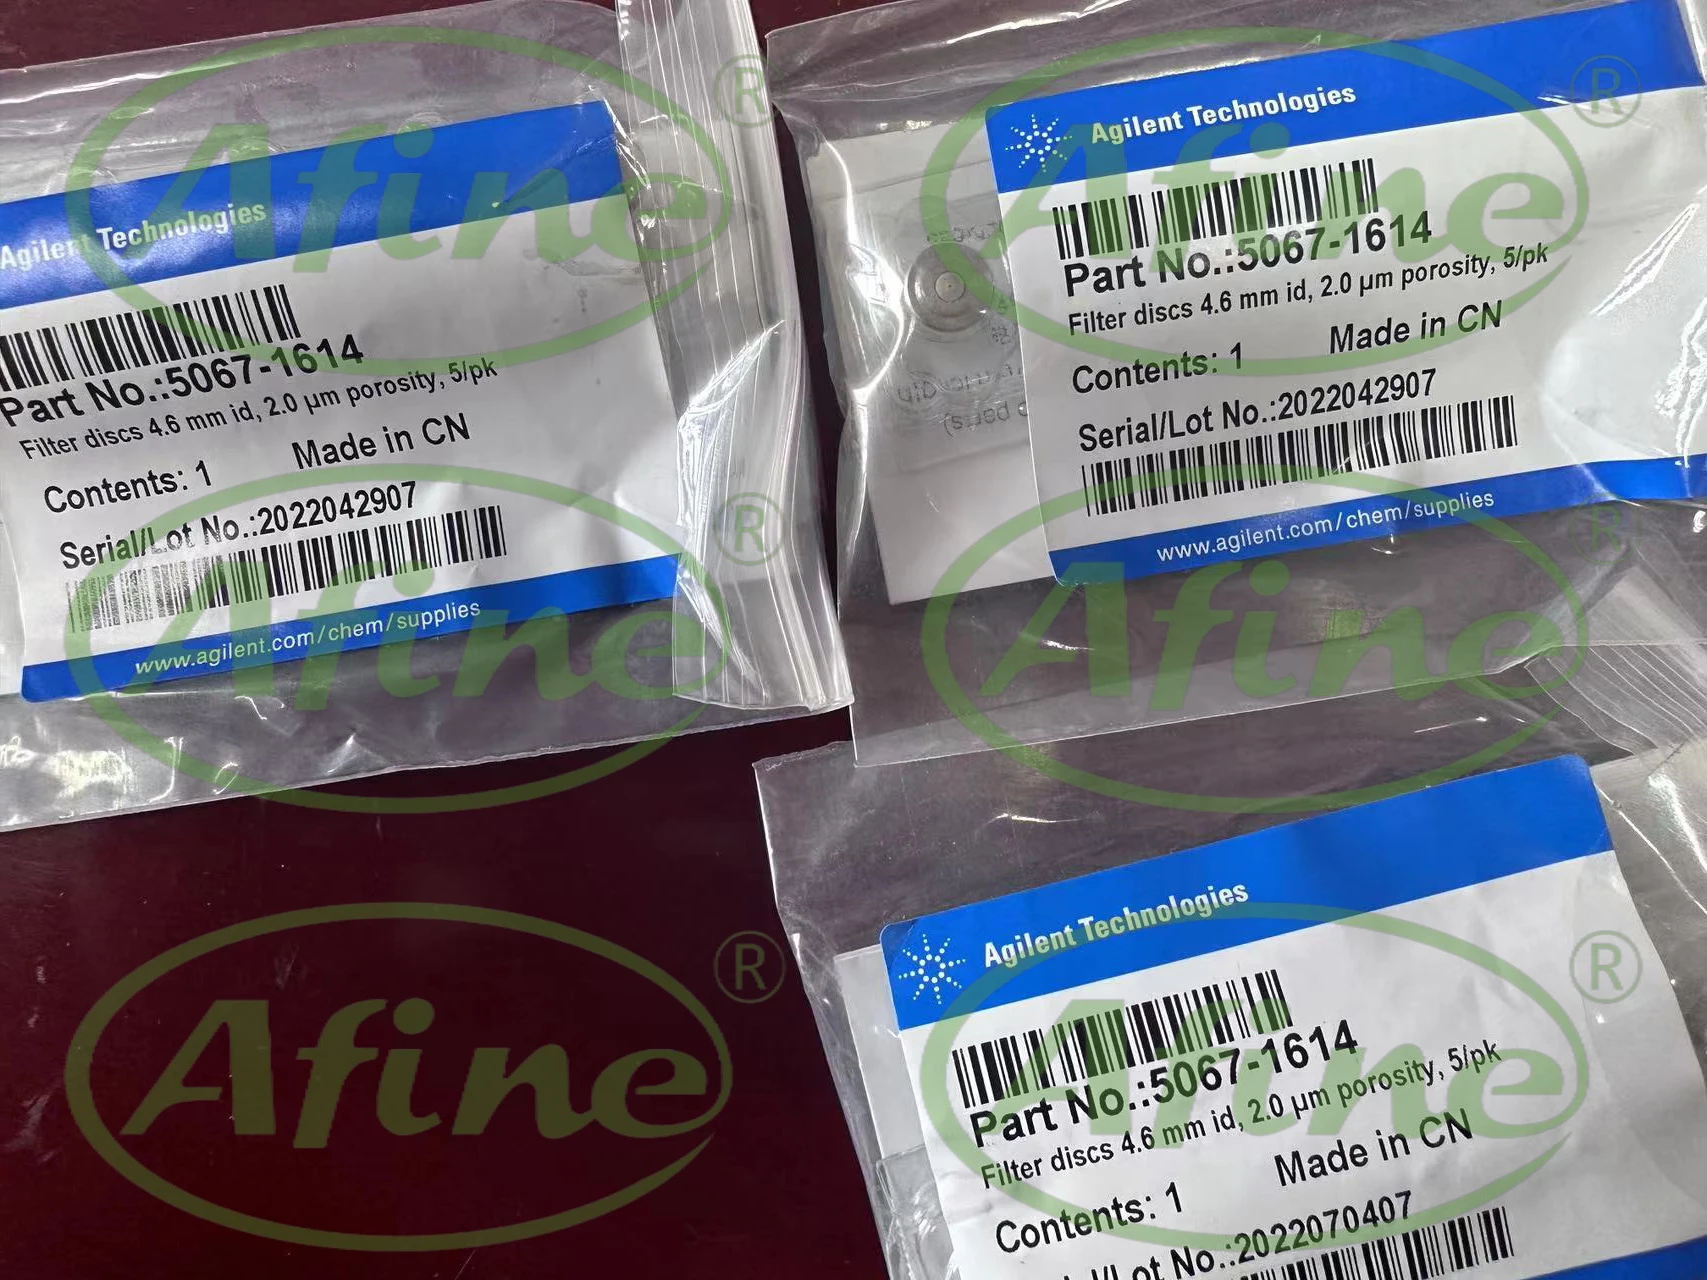 Agilent Technologies
Part No.:5067-1614
Filter discs 4.6 mm id, 2.0 µm porosity, 5/pk
Contents: 1 Made in CN
Serial/Lot No.:2022042907
www.agilent.com/chem/supplies
Agilent Technologies
Part No.:5067-1614
Filter discs 4.6 mm id, 2.0 µm porosity, 5/pk
Contents: 1 Made in CN
Serial/Lot No.:2022042907
www.agilent.com/chem/supplies
Agilent Technologies
Part No.:5067-1614
Filter discs 4.6 mm id, 2.0 µm porosity, 5/pk
Contents: 1 Made in CN
Lot No.:2022070407
Afine ®
Afine ®
Afine ®
Afine ®
Afine ®
Afine ®